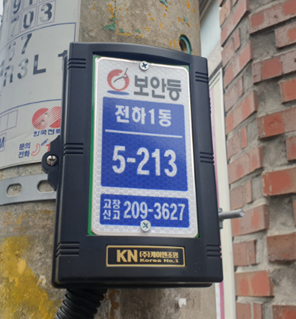 보안등
전하1동
5-213
고장
신고 209-3627
KN (주)케이엔조명
Korea No.1